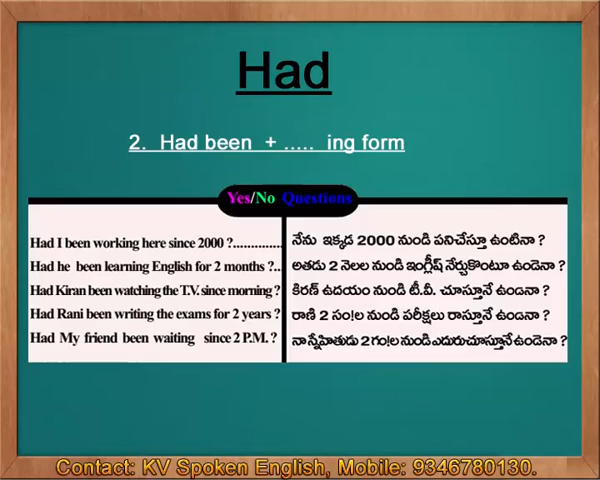 Had
2. Had been + ..... ing form
Yes/No Questions
Had I been working here since 2000 ?..............
నేను ఇక్కడ 2000 నుండి పనిచేస్తూ ఉంటినా ?
Had he been learning English for 2 months ?..
అతడు 2 నెలల నుండి ఇంగ్లీష్ నేర్చుకొంటూ ఉండెనా ?
Had Kiran been watching the T.V. since morning ?
కిరణ్ ఉదయం నుండి టీ.వీ. చూస్తూనే ఉండనా ?
Had Rani been writing the exams for 2 years ?
రాణి 2 సం!ల నుండి పరీక్షలు రాస్తూనే ఉండనా ?
Had My friend been waiting since 2 P.M. ?
నా స్నేహితుడు 2 గం!ల నుండి ఎదురుచూస్తూనే ఉండెనా ?
Contact: KV Spoken English, Mobile: 9346780130.